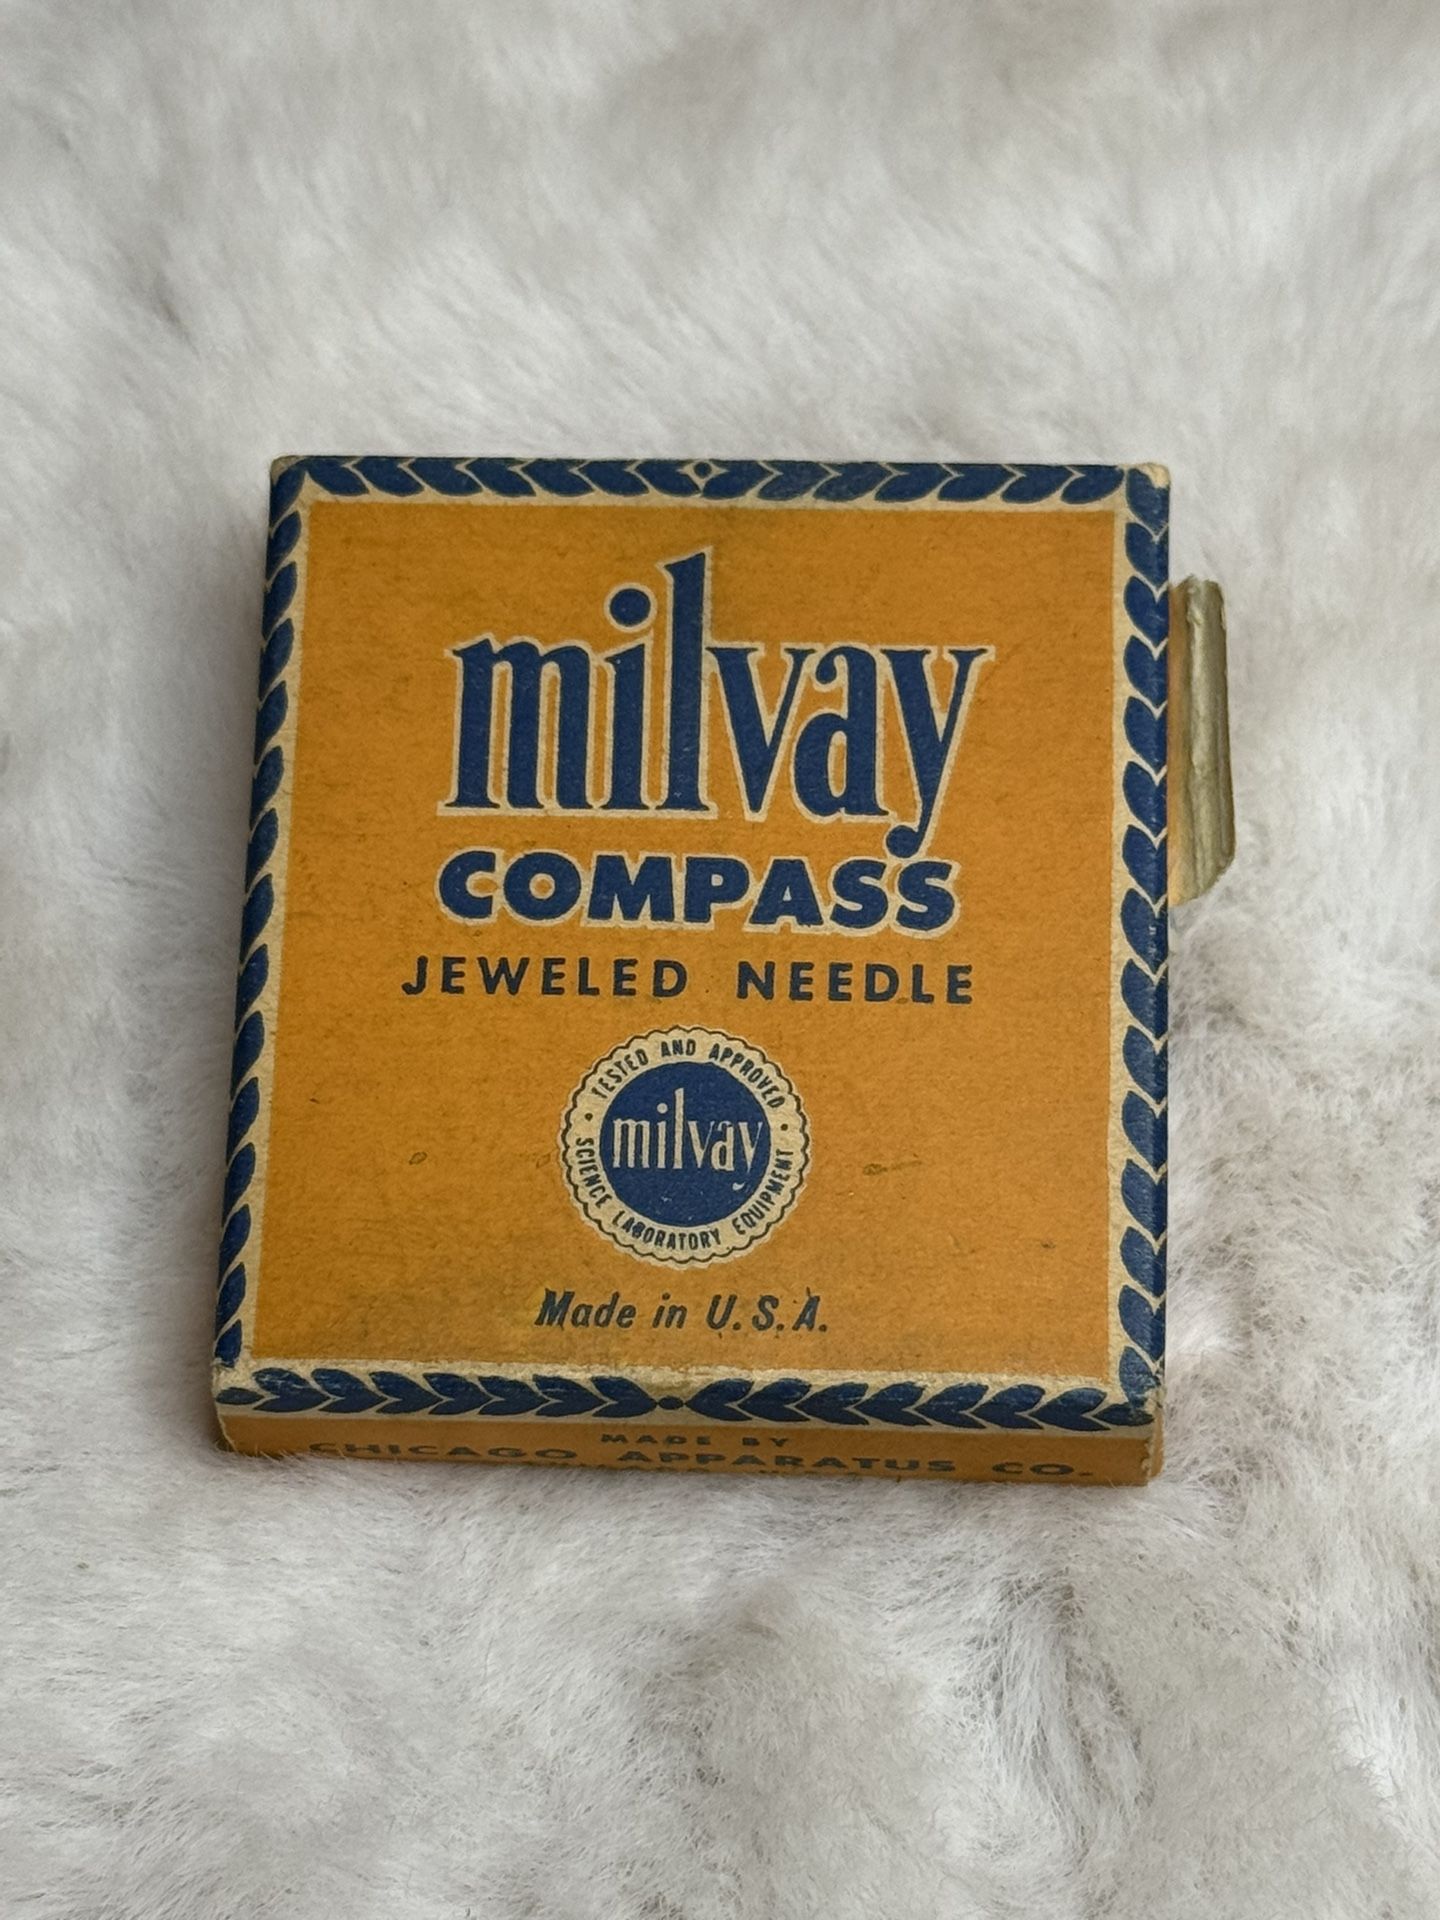 milvay
COMPASS
JEWELED NEEDLE
TESTED AND APPROVED
milvay
SCIENCE LABORATORY EQUIPMENT
Made in U.S.A.
MADE BY
CHICAGO APPARATUS CO.